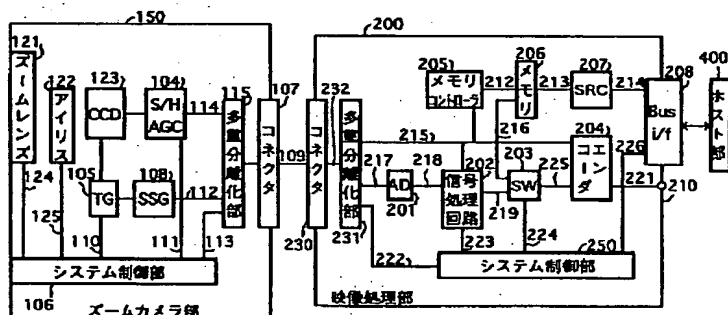 150
121
ズームレンズ
122
アイリス
123
CCD
104
S/H
AGC
114
115
多重分離化部
107
コネクタ
109
105
TG
108
SSG
112
124
125
110
111
113
システム制御部
106
ズームカメラ部
200
230
コネクタ
232
231
多重分離化部
205
メモリ
コントローラ
212
206
メモリ
213
207
SRC
214
208
Bus
i/f
400
ホスト部
215
216
217
AD
201
218
202
信号
処理
回路
219
203
SW
225
204
エンコーダ
226
221
210
222
223
224
250
システム制御部
映像処理部